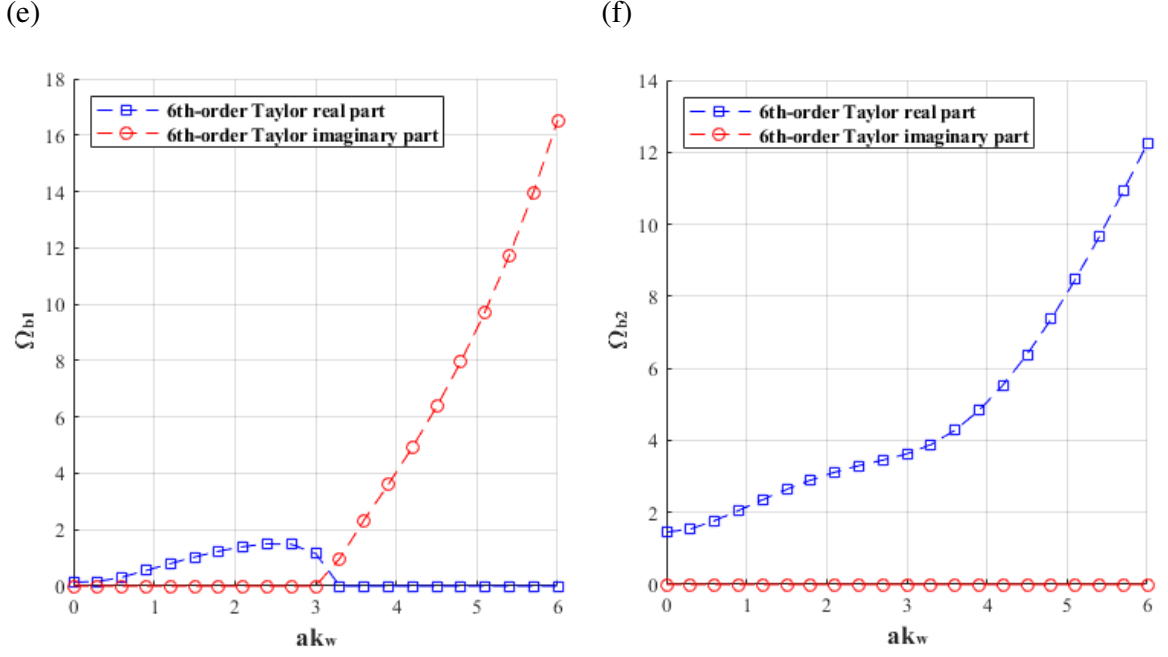 (e)
(f)
18
16
14
12
10
8
6
4
2
0
Ωb1
6th-order Taylor real part
6th-order Taylor imaginary part
0 1 2 3 4 5 6
akw
14
12
10
8
6
4
2
0
Ωb2
6th-order Taylor real part
6th-order Taylor imaginary part
0 1 2 3 4 5 6
akw